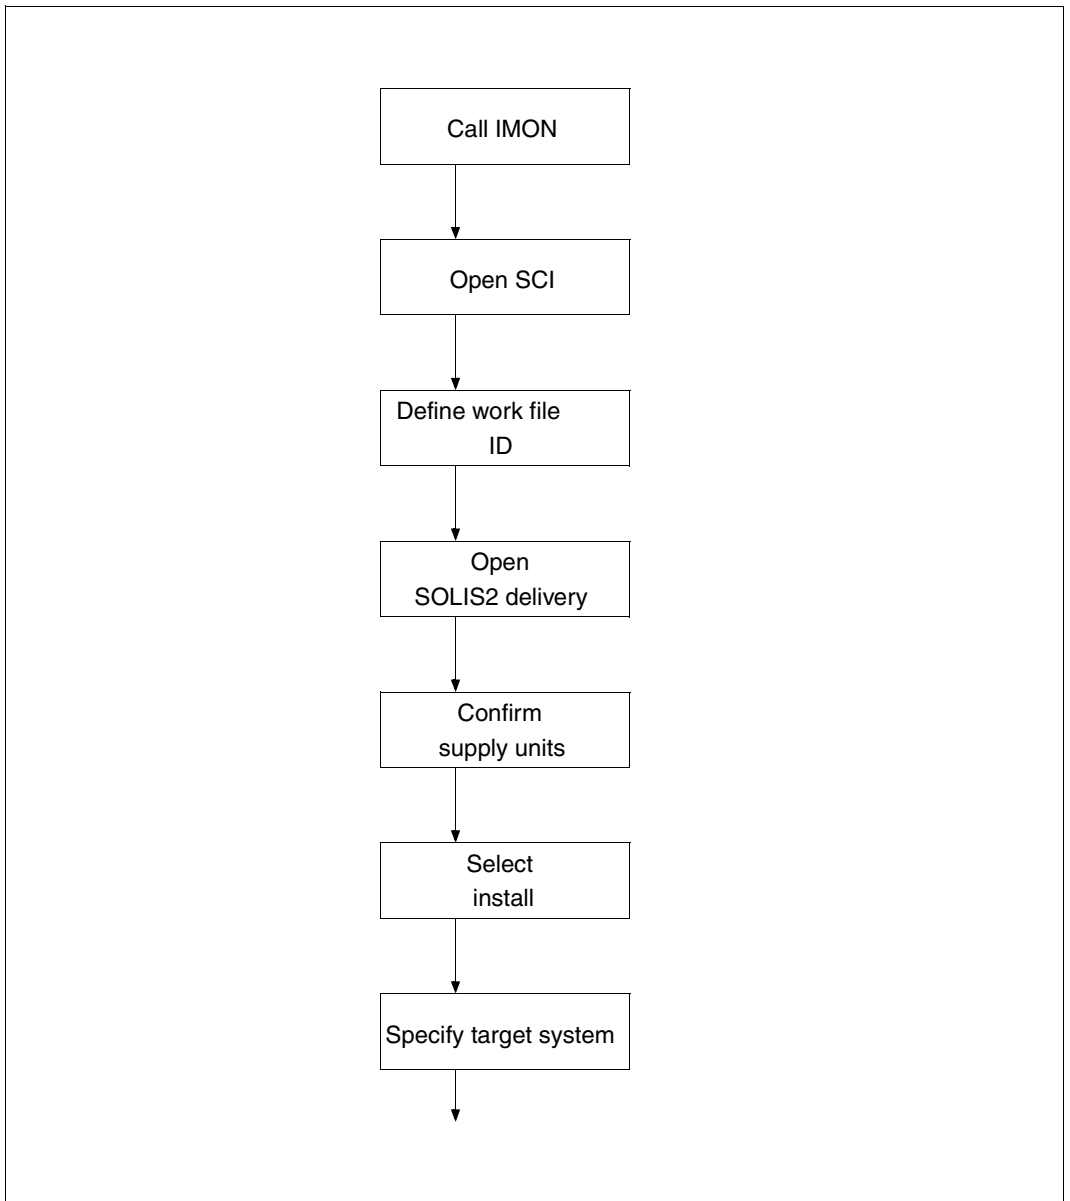 Call IMON
Open SCI
Define work file
ID
Open
SOLIS2 delivery
Confirm
supply units
Select
install
Specify target system